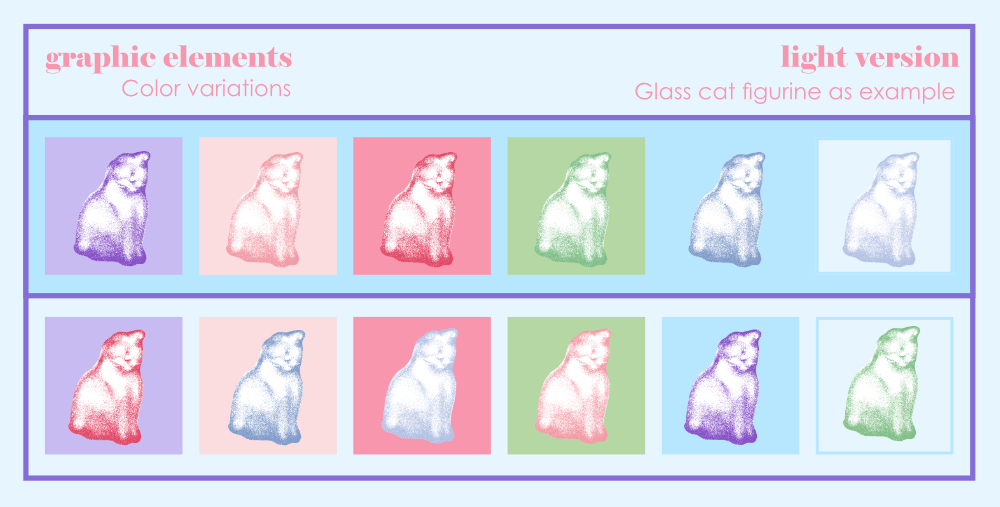 graphic elements
Color variations
light version
Glass cat figurine as example